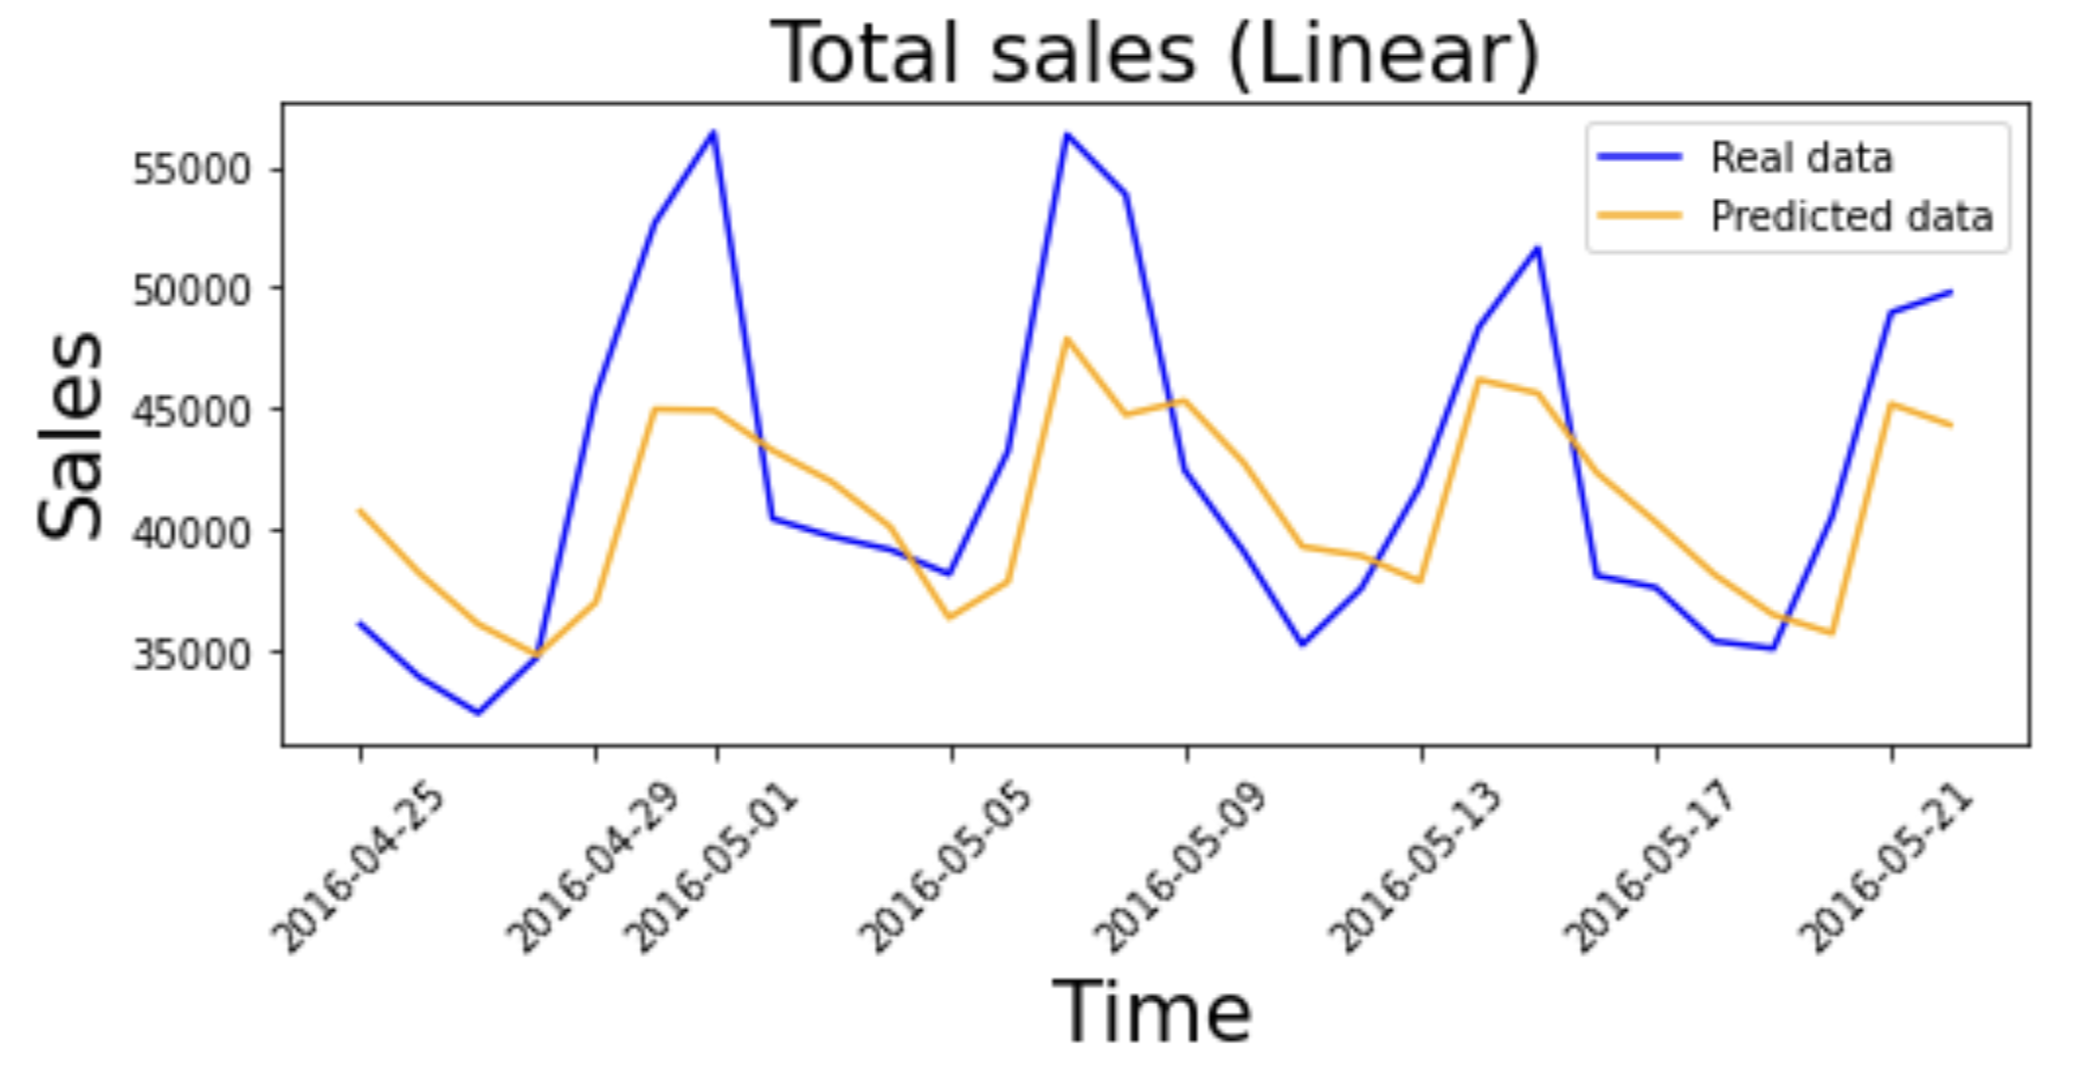 Total sales (Linear)
Real data
Predicted data
Sales
55000
50000
45000
40000
35000
2016-04-25
2016-04-29
2016-05-01
2016-05-05
2016-05-09
2016-05-13
2016-05-17
2016-05-21
Time